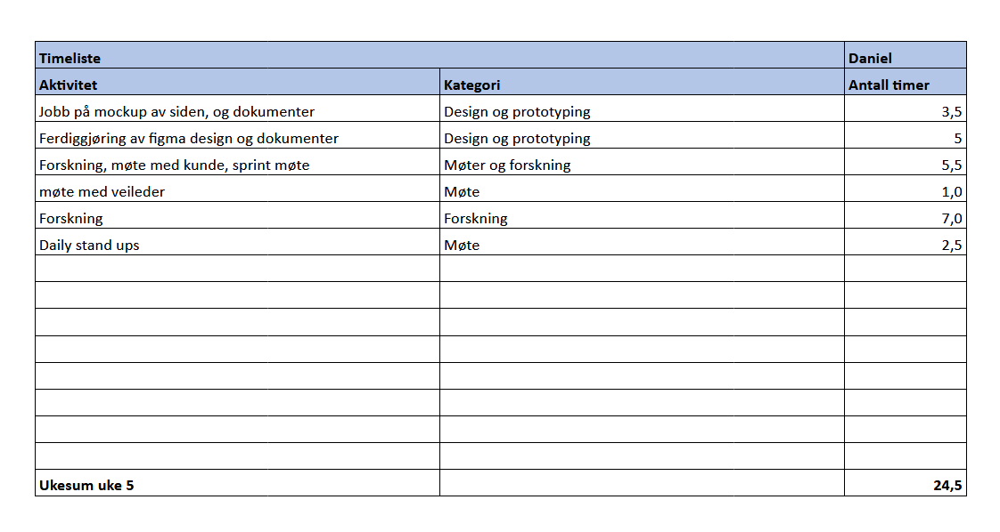 Timeliste Daniel
Aktivitet Kategori Antall timer
Jobb på mockup av siden, og dokumenter Design og prototyping 3,5
Ferdiggjøring av figma design og dokumenter Design og prototyping 5
Forskning, møte med kunde, sprint møte Møter og forskning 5,5
møte med veileder Møte 1,0
Forskning Forskning 7,0
Daily stand ups Møte 2,5
Ukesum uke 5 24,5